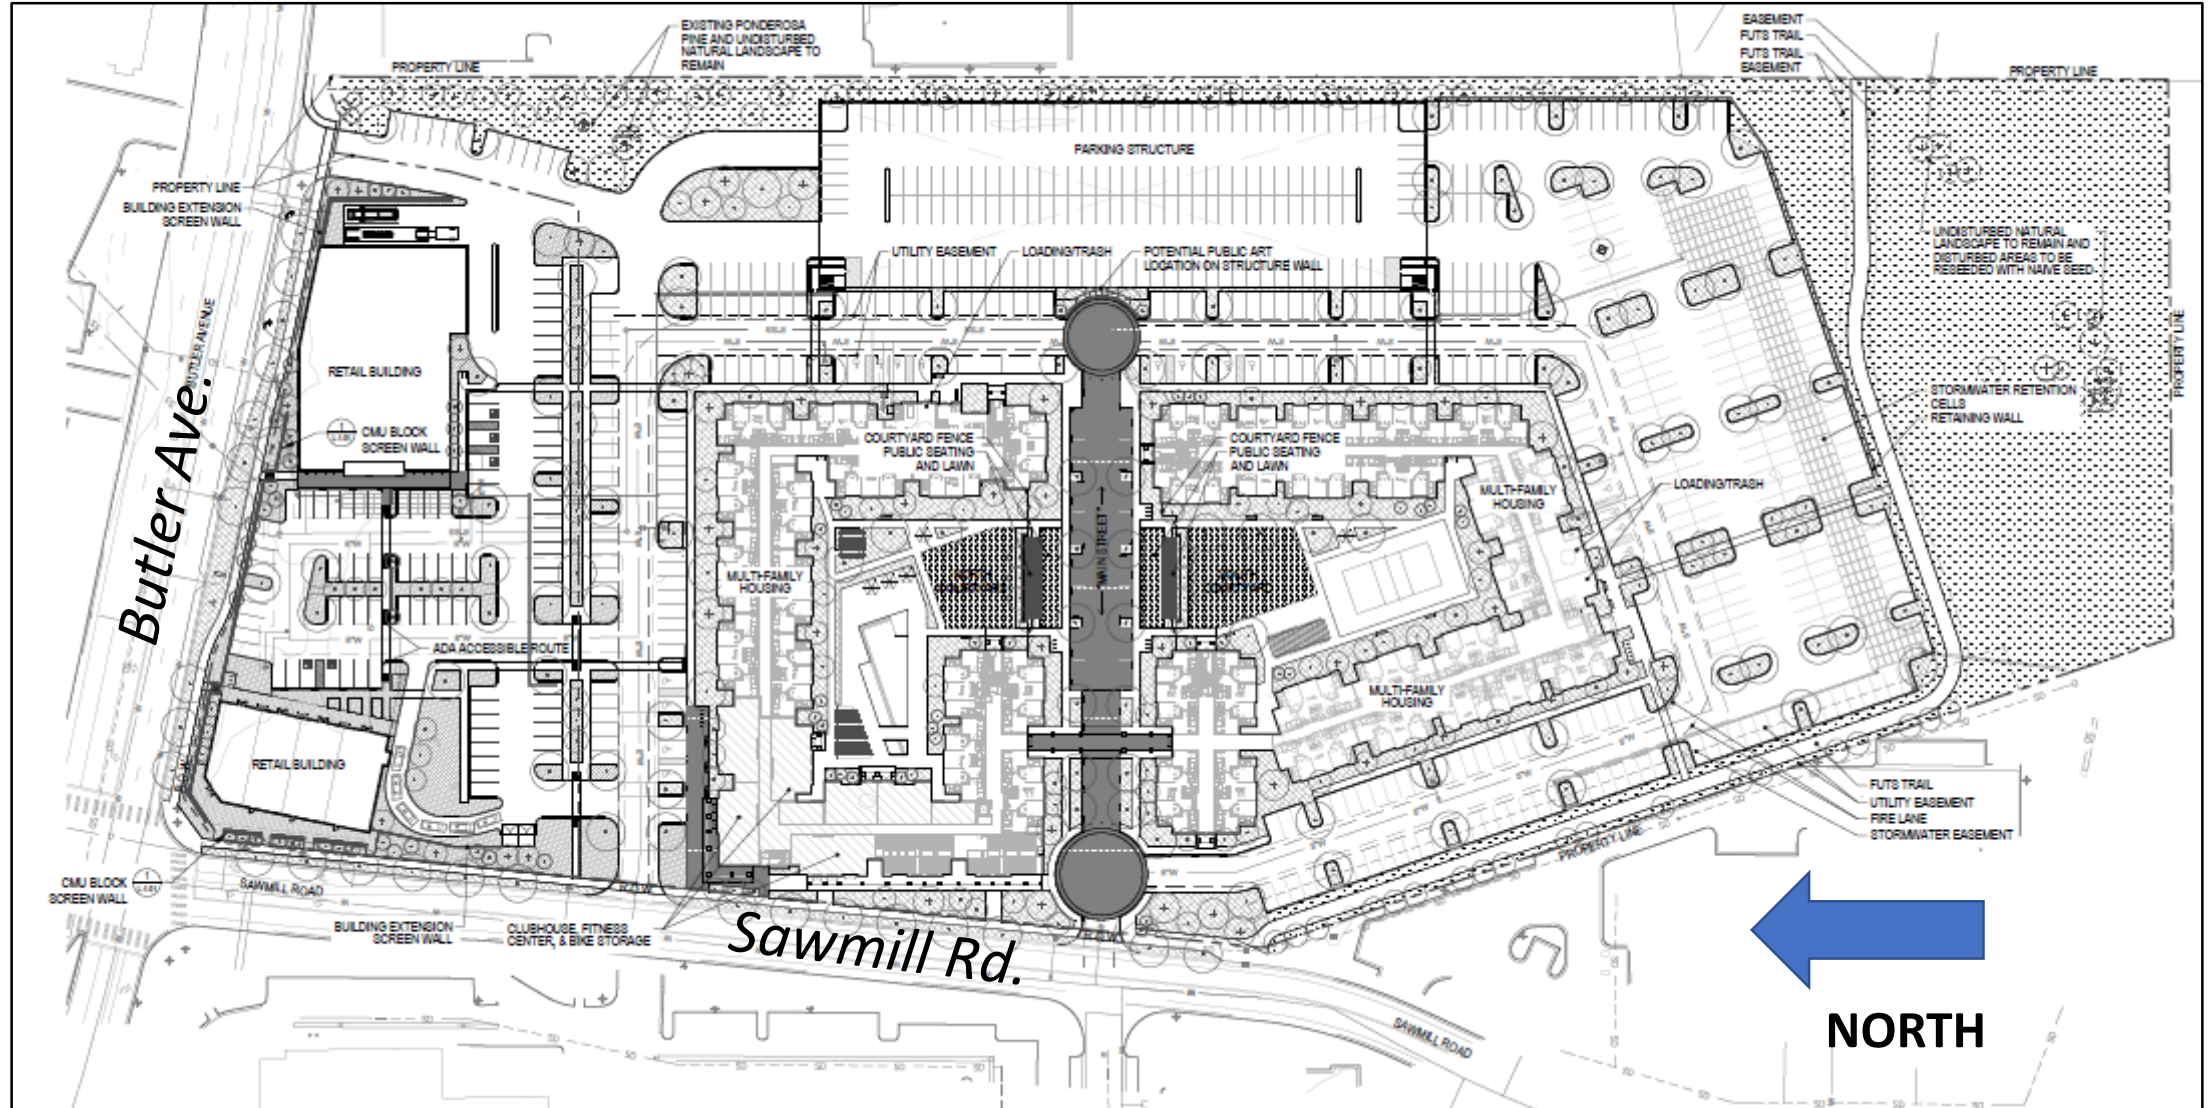 EXISTING PONDEROSA
PINE AND UNDISTURBED
NATURAL LANDSCAPE TO
REMAIN
PROPERTY LINE
EASEMENT
FUTS TRAIL
FUTS TRAIL
EASEMENT
PROPERTY LINE
PARKING STRUCTURE
PROPERTY LINE
BUILDING EXTENSION
SCREEN WALL
UTILITY EASEMENT
LOADING/TRASH
POTENTIAL PUBLIC ART
LOCATION ON STRUCTURE WALL
UNDISTURBED NATURAL
LANDSCAPE TO REMAIN AND
DISTURBED AREAS TO BE
RESEEDED WITH NAIVE SEED
PROPERTY LINE
BUTLER AVENUE
Butler Ave.
RETAIL BUILDING
CMU BLOCK
SCREEN WALL
COURTYARD FENCE
PUBLIC SEATING
AND LAWN
COURTYARD FENCE
PUBLIC SEATING
AND LAWN
STORMWATER RETENTION
CELLS
RETAINING WALL
MULTI-FAMILY
HOUSING
LOADING/TRASH
"MAIN STREET"
MULTI-FAMILY
HOUSING
ADA ACCESSIBLE ROUTE
MULTI-FAMILY
HOUSING
RETAIL BUILDING
FUTS TRAIL
UTILITY EASEMENT
FIRE LANE
STORMWATER EASEMENT
PROPERTY LINE
CMU BLOCK
SCREEN WALL
SAWMILL ROAD
R.O.W.
BUILDING EXTENSION
SCREEN WALL
CLUBHOUSE, FITNESS
CENTER, & BIKE STORAGE
Sawmill Rd.
R.O.W.
SAWMILL ROAD
NORTH